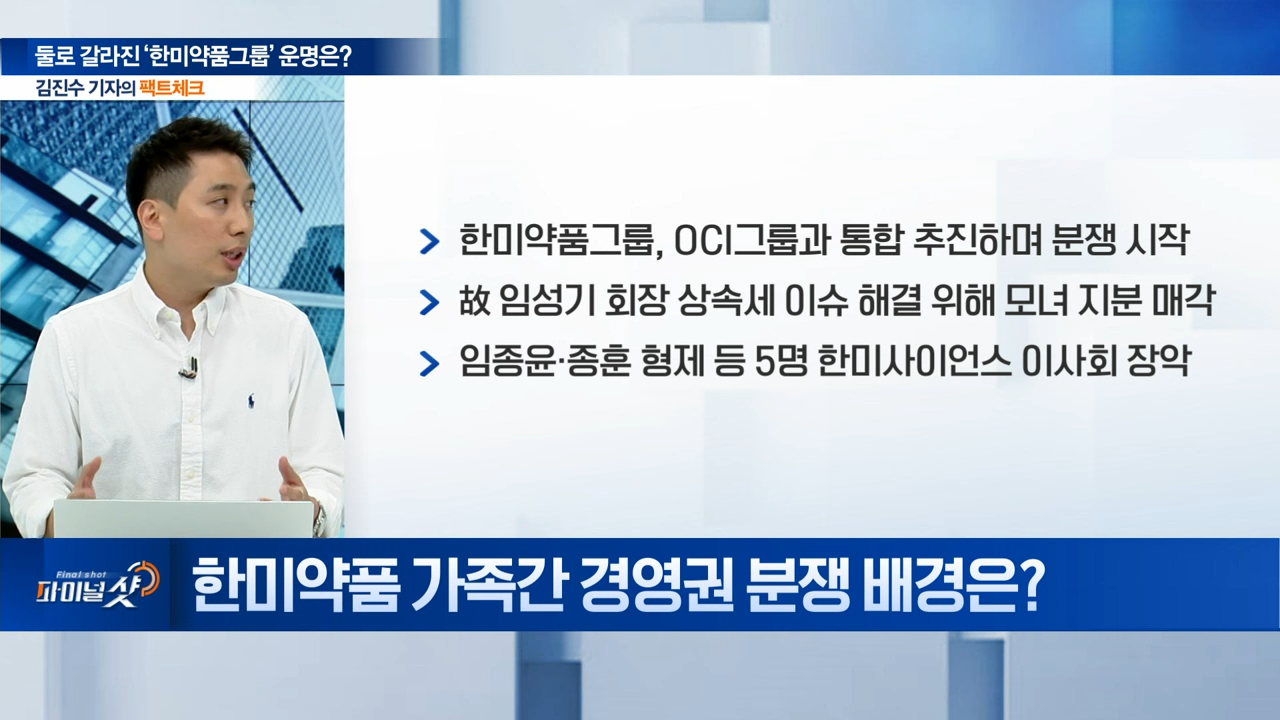 둘로 갈라진 ‘한미약품그룹’ 운명은?
김진수 기자의 팩트체크
한미약품그룹, OCI그룹과 통합 추진하며 분쟁 시작
故 임성기 회장 상속세 이슈 해결 위해 모녀 지분 매각
임종윤·종훈 형제 등 5명 한미사이언스 이사회 장악
Final shot
파이널 샷
한미약품 가족간 경영권 분쟁 배경은?